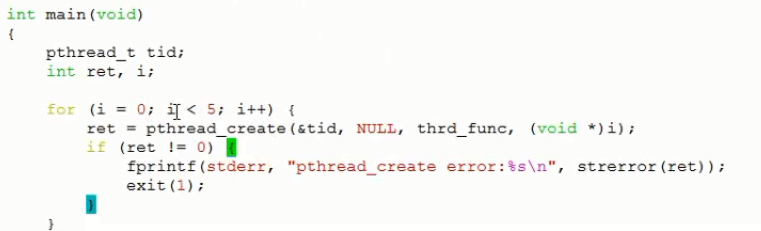 int main(void)
{
    pthread_t tid;
    int ret, i;
    for (i = 0; i < 5; i++) {
        ret = pthread_create(&tid, NULL, thrd_func, (void *)i);
        if (ret != 0) {
            fprintf(stderr, "pthread_create error:%s\n", strerror(ret));
            exit(1);
        }
    }